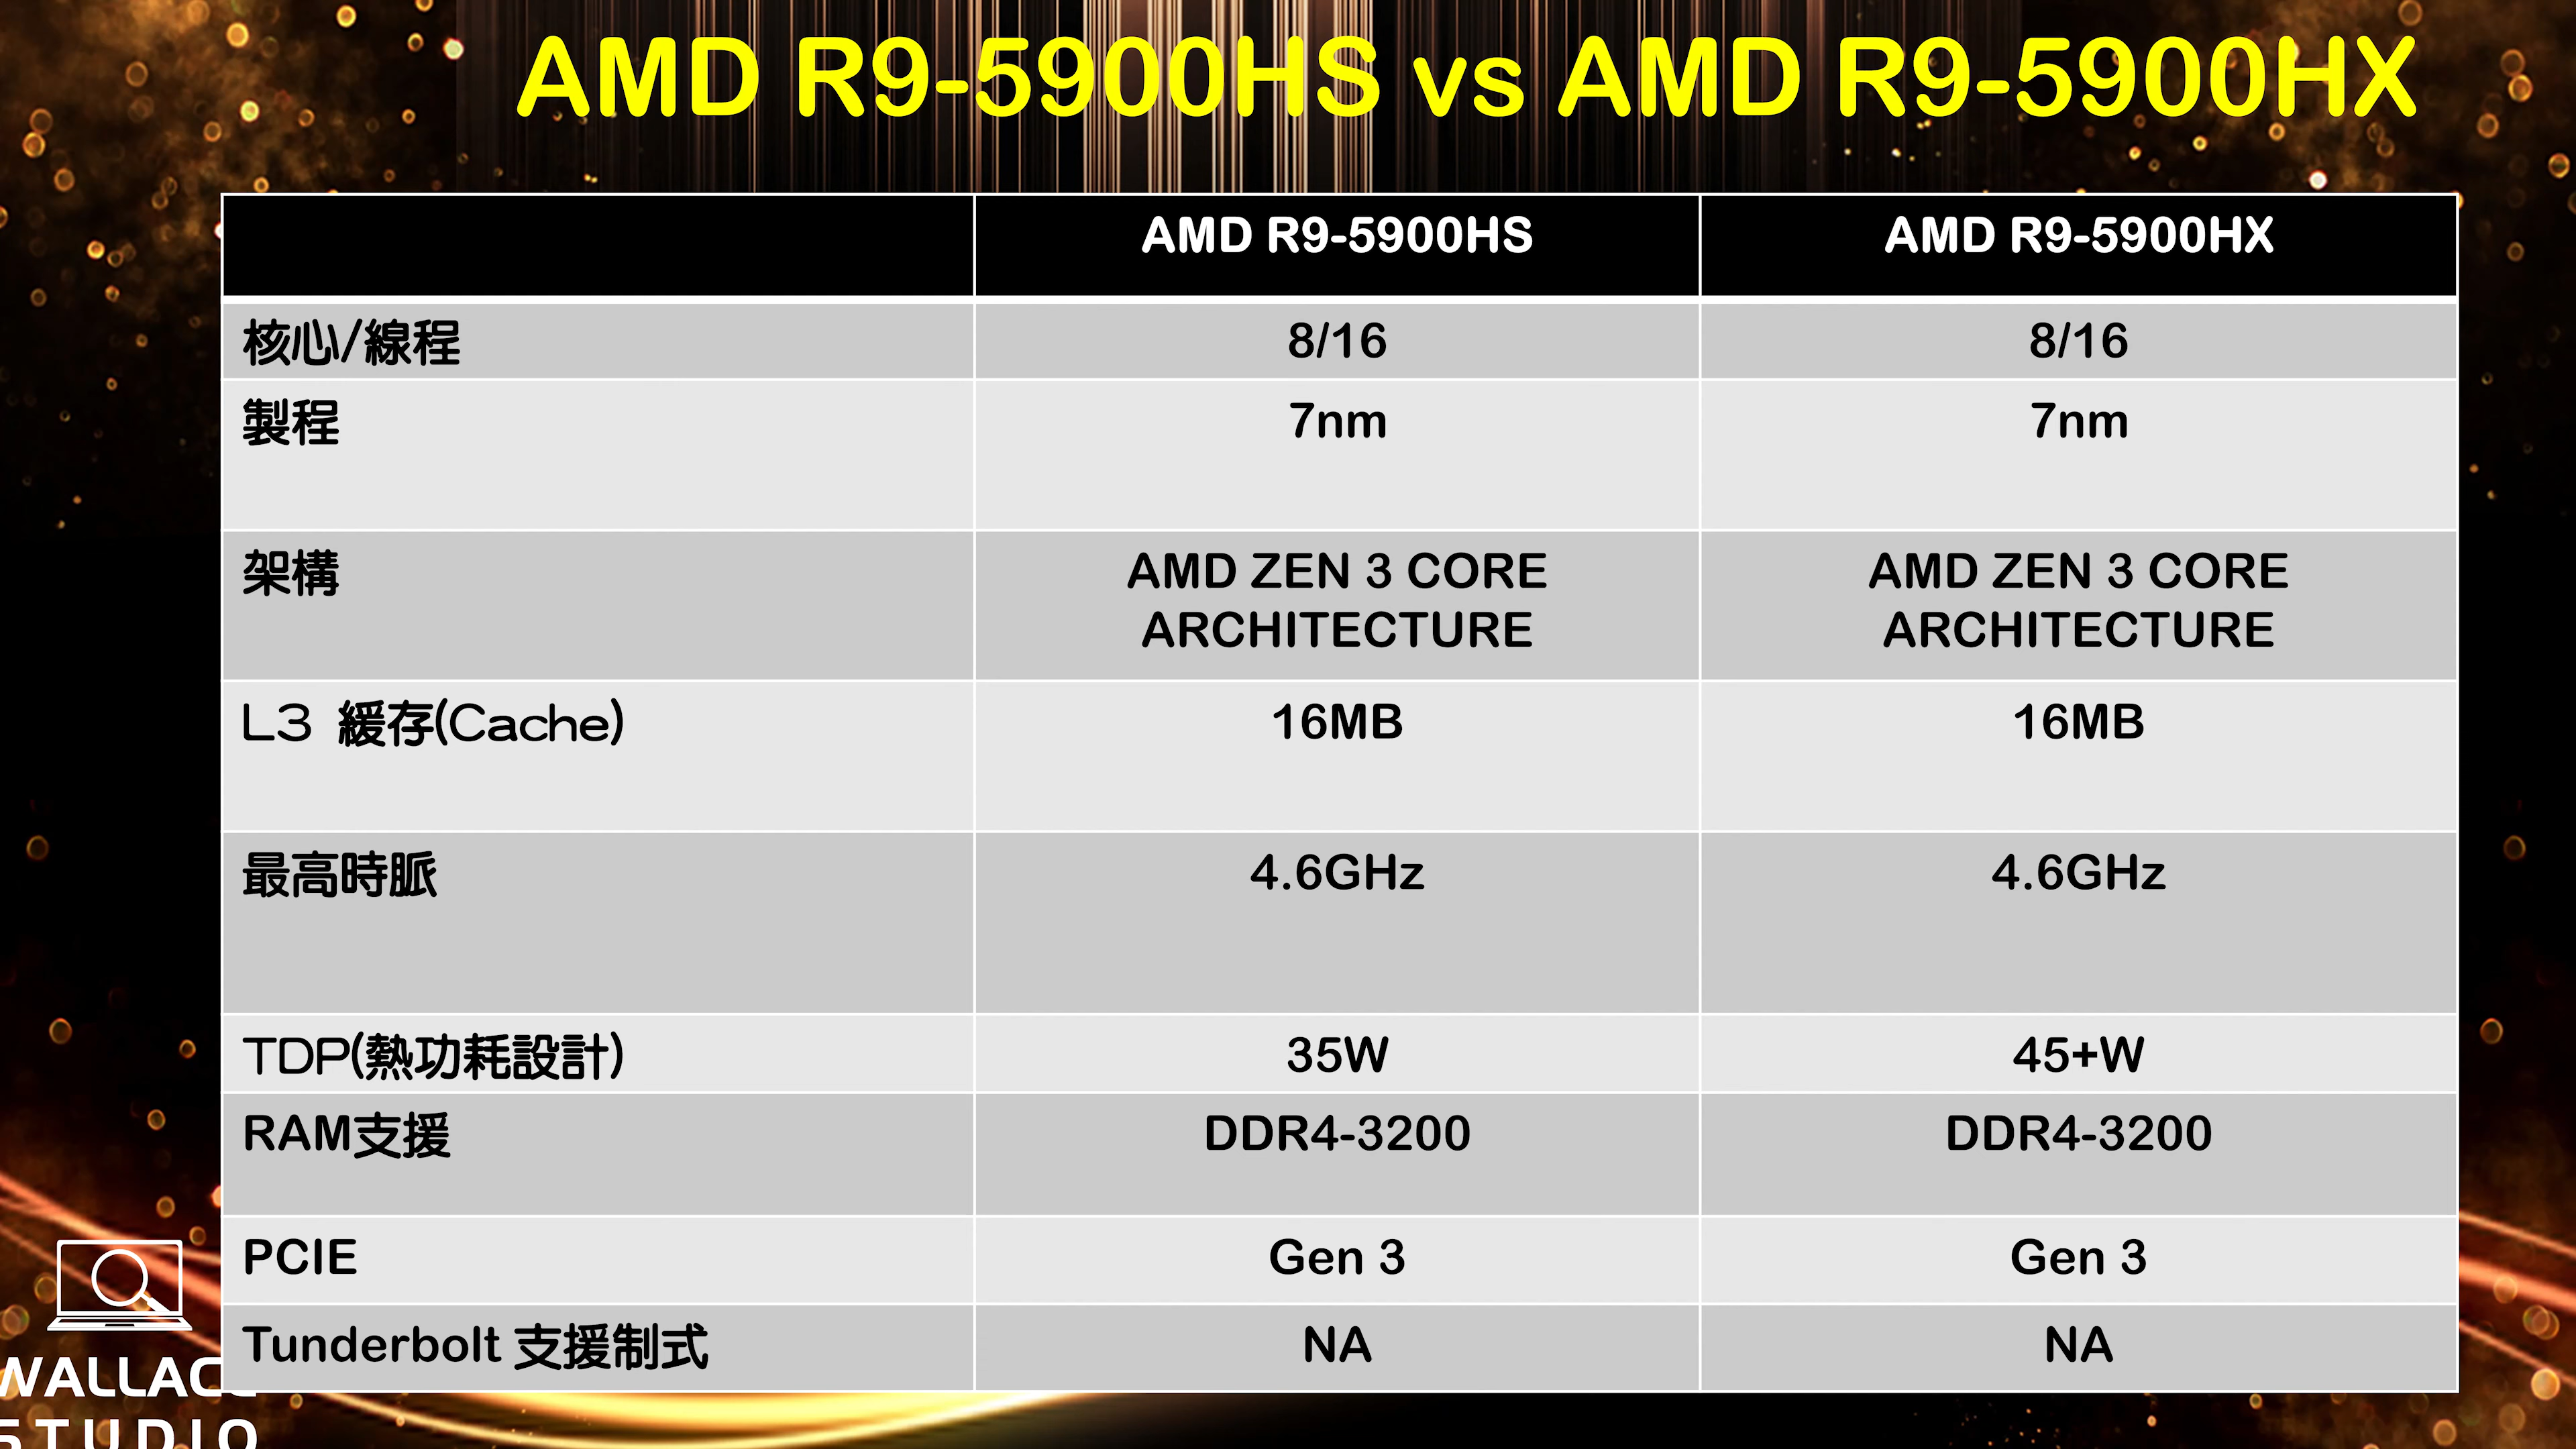 AMD R9-5900HS vs AMD R9-5900HX
AMD R9-5900HS AMD R9-5900HX
核心/線程 8/16 8/16
製程 7nm 7nm
架構 AMD ZEN 3 CORE ARCHITECTURE AMD ZEN 3 CORE ARCHITECTURE
L3 緩存(Cache) 16MB 16MB
最高時脈 4.6GHz 4.6GHz
TDP(熱功耗設計) 35W 45+W
RAM支援 DDR4-3200 DDR4-3200
PCIE Gen 3 Gen 3
Tunderbolt 支援制式 NA NA
WALLACE
STUDIO